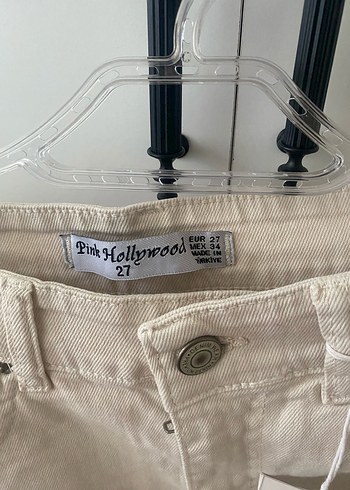 Pink Hollywood
27
EUR 27
MEX 34
MADE IN
TÜRKİYE